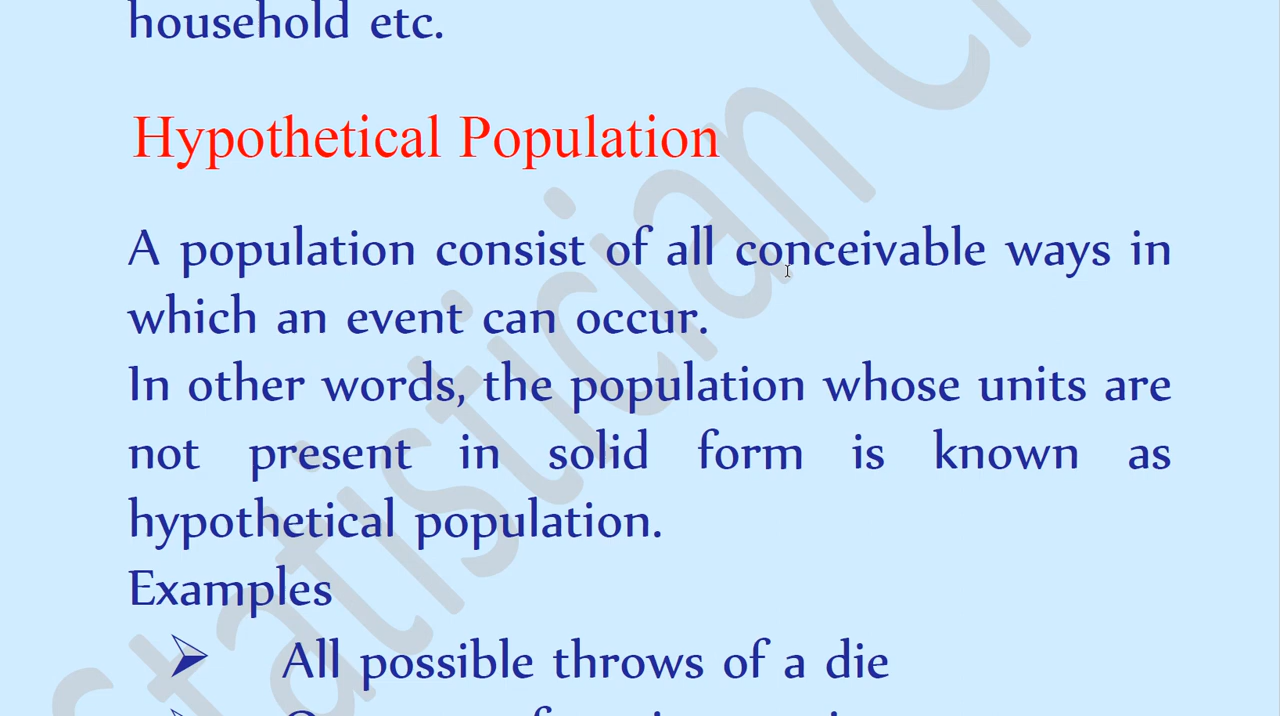 household etc.
Hypothetical Population
A population consist of all conceivable ways in
which an event can occur.
In other words, the population whose units are
not present in solid form is known as
hypothetical population.
Examples
All possible throws of a die